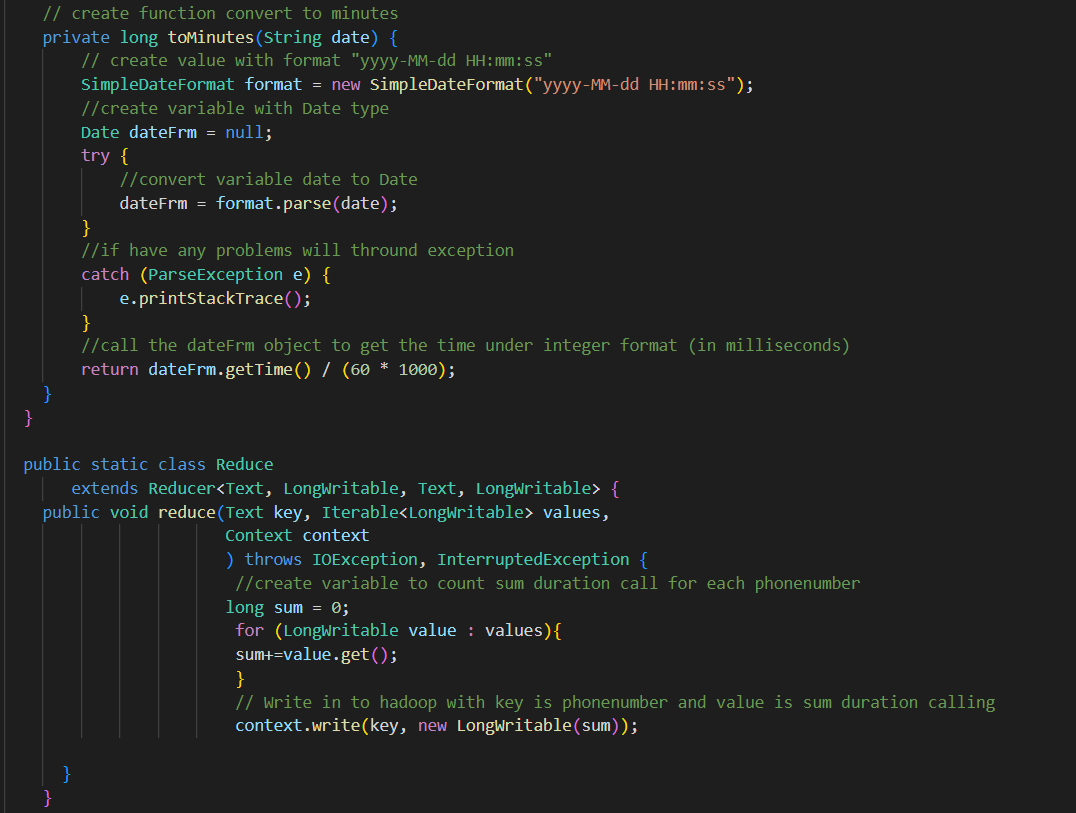 // create function convert to minutes
private long toMinutes(String date) {
// create value with format "yyyy-MM-dd HH:mm:ss"
SimpleDateFormat format = new SimpleDateFormat("yyyy-MM-dd HH:mm:ss");
//create variable with Date type
Date dateFrm = null;
try {
//convert variable date to Date
dateFrm = format.parse(date);
}
//if have any problems will thround exception
catch (ParseException e) {
e.printStackTrace();
}
//call the dateFrm object to get the time under integer format (in milliseconds)
return dateFrm.getTime() / (60 * 1000);
}
}
public static class Reduce
extends Reducer<Text, LongWritable, Text, LongWritable> {
public void reduce(Text key, Iterable<LongWritable> values,
Context context
) throws IOException, InterruptedException {
//create variable to count sum duration call for each phonenumber
long sum = 0;
for (LongWritable value : values){
sum+=value.get();
}
// Write in to hadoop with key is phonenumber and value is sum duration calling
context.write(key, new LongWritable(sum));
}
}